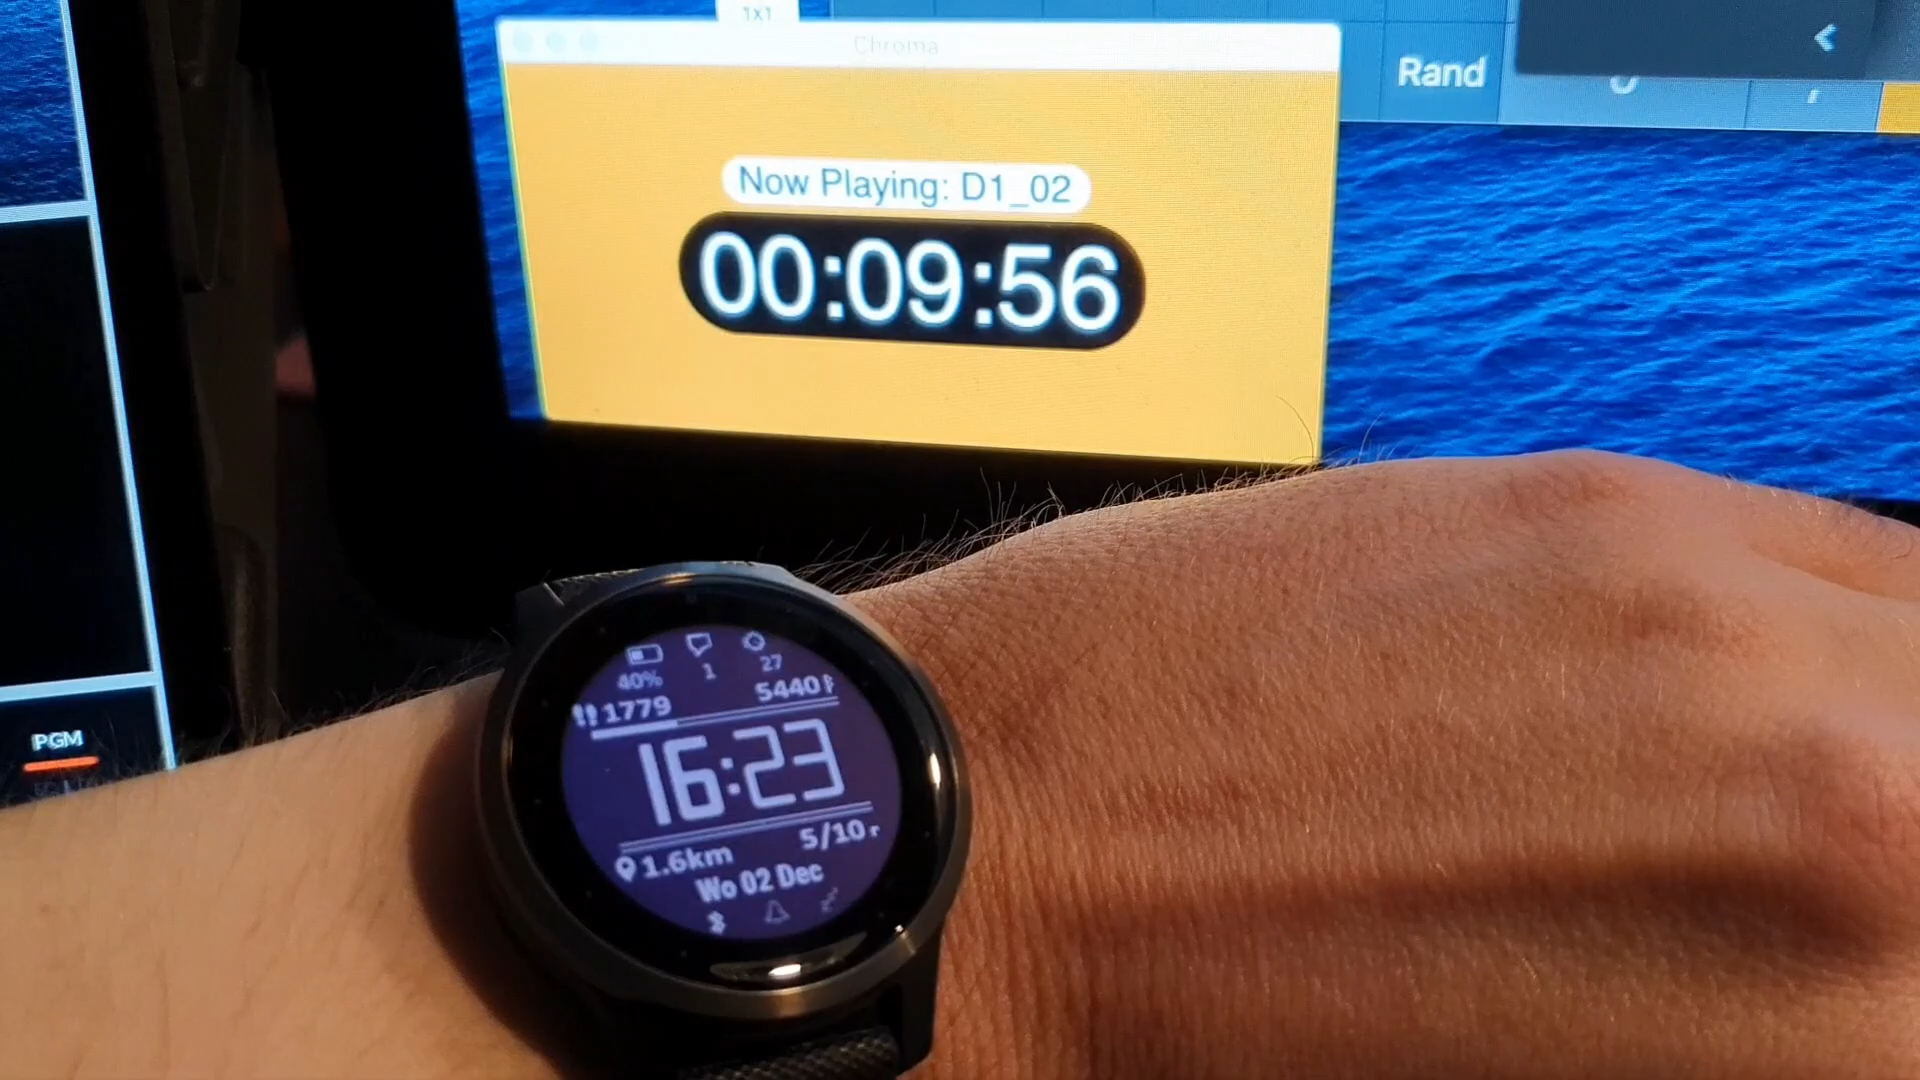 1x1
Chroma
Rand
Now Playing: D1_02
00:09:56
PGM
40%
1
27
1779
5440
16:23
1.6km
5/10
Wo 02 Dec